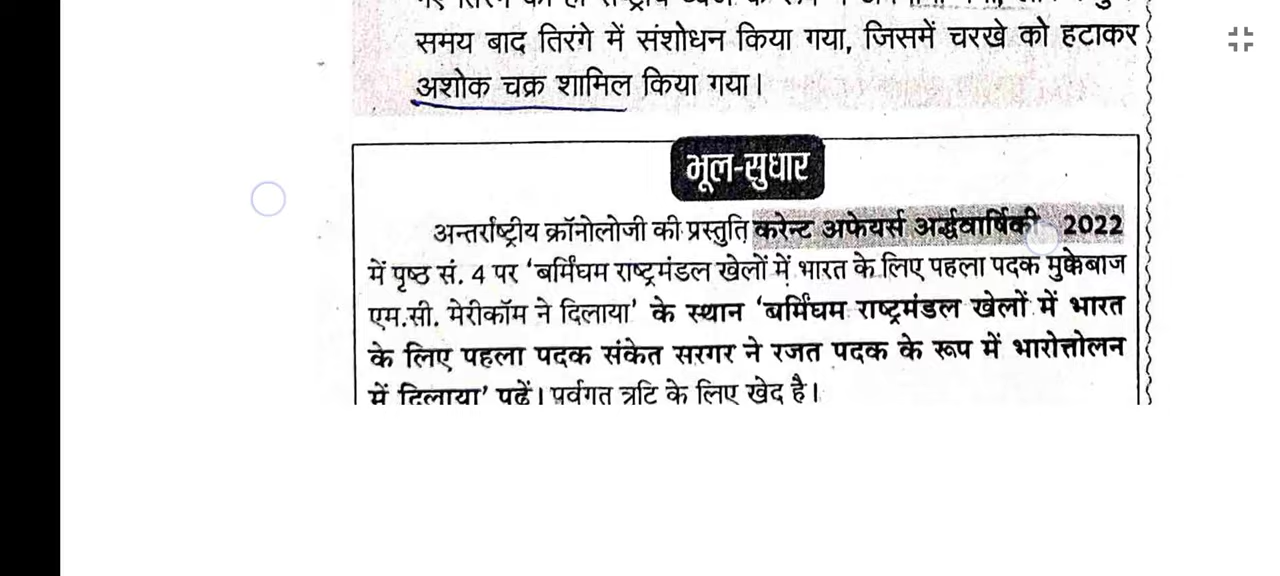 समय बाद तिरंगे में संशोधन किया गया, जिसमें चरखे को हटाकर
अशोक चक्र शामिल किया गया।
भूल-सुधार
अन्तर्राष्ट्रीय क्रॉनोलोजी की प्रस्तुति करेन्ट अफेयर्स अर्द्धवार्षिकी 2022
में पृष्ठ सं. 4 पर ‘बर्मिंघम राष्ट्रमंडल खेलों में भारत के लिए पहला पदक मुक्केबाज
एम.सी. मेरीकॉम ने दिलाया’ के स्थान ‘बर्मिंघम राष्ट्रमंडल खेलों में भारत
के लिए पहला पदक संकेत सरगर ने रजत पदक के रूप में भारोत्तोलन
में दिलाया’ पढ़ें। पूर्वगत त्रुटि के लिए खेद है।